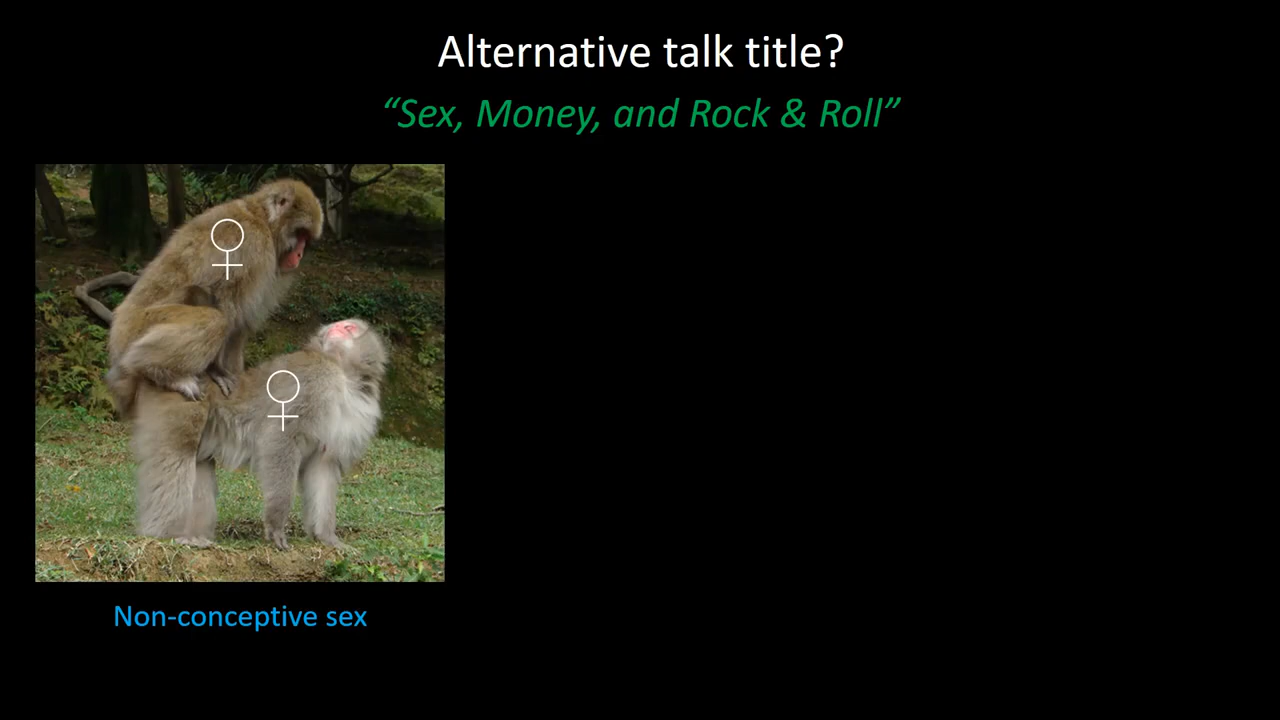 Alternative talk title?
“Sex, Money, and Rock & Roll”
♀
♀
Non-conceptive sex